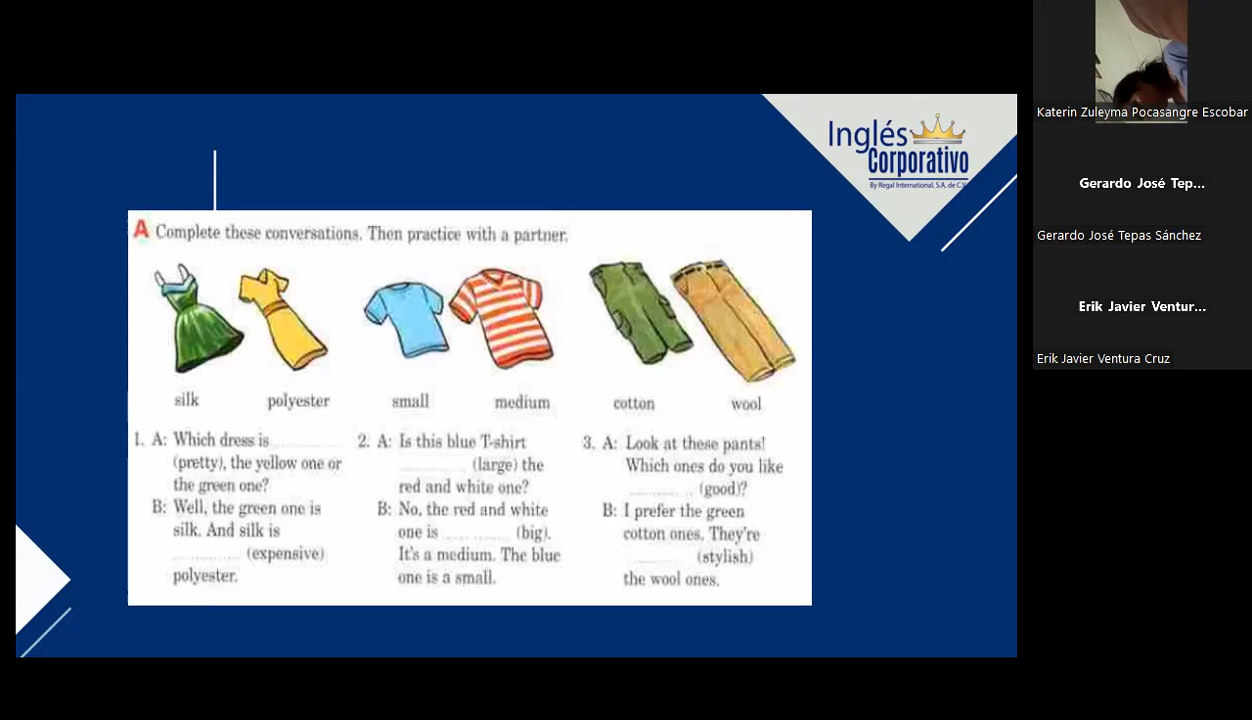 Inglés
Corporativo
By Regal International, S.A. de C.V.
A Complete these conversations. Then practice with a partner.
silk polyester small medium cotton wool
1. A: Which dress is ............
(pretty), the yellow one or
the green one?
B: Well, the green one is
silk. And silk is
............ (expensive)
polyester.
2. A: Is this blue T-shirt
............ (large) the
red and white one?
B: No, the red and white
one is ............ (big).
It's a medium. The blue
one is a small.
3. A: Look at these pants!
Which ones do you like
............ (good)?
B: I prefer the green
cotton ones. They're
............ (stylish)
the wool ones.
Katerin Zuleyma Pocasangre Escobar
Gerardo José Tep...
Gerardo José Tepas Sánchez
Erik Javier Ventur...
Erik Javier Ventura Cruz